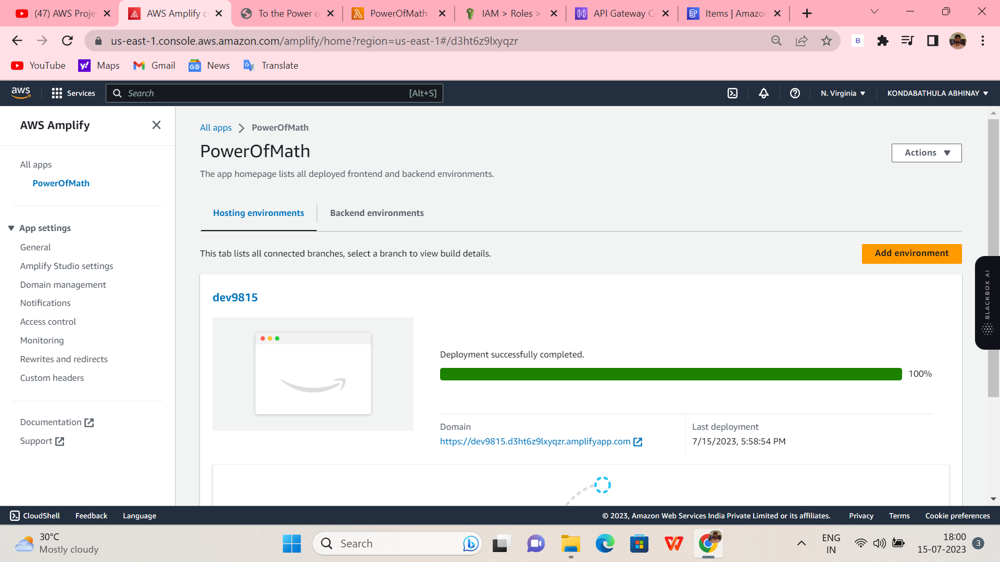 (47) AWS Proje
AWS Amplify c
To the Power o
PowerOfMath
IAM > Roles >
API Gateway C
Items | Amazon
us-east-1.console.aws.amazon.com/amplify/home?region=us-east-1#/d3ht6z9lxyqzr
B
YouTube
Maps
Gmail
News
Translate
aws
Services
Search
[Alt+S]
N. Virginia
KONDABATHULA ABHINAY
AWS Amplify
All apps
PowerOfMath
App settings
General
Amplify Studio settings
Domain management
Notifications
Access control
Monitoring
Rewrites and redirects
Custom headers
Documentation
Support
All apps > PowerOfMath
PowerOfMath
Actions
The app homepage lists all deployed frontend and backend environments.
Hosting environments
Backend environments
This tab lists all connected branches, select a branch to view build details.
Add environment
dev9815
Deployment successfully completed.
100%
Domain
https://dev9815.d3ht6z9lxyqzr.amplifyapp.com
Last deployment
7/15/2023, 5:58:54 PM
BLACKBOX AI
CloudShell
Feedback
Language
© 2023, Amazon Web Services India Private Limited or its affiliates.
Privacy
Terms
Cookie preferences
30°C
Mostly cloudy
Search
ENG
IN
18:00
15-07-2023
3